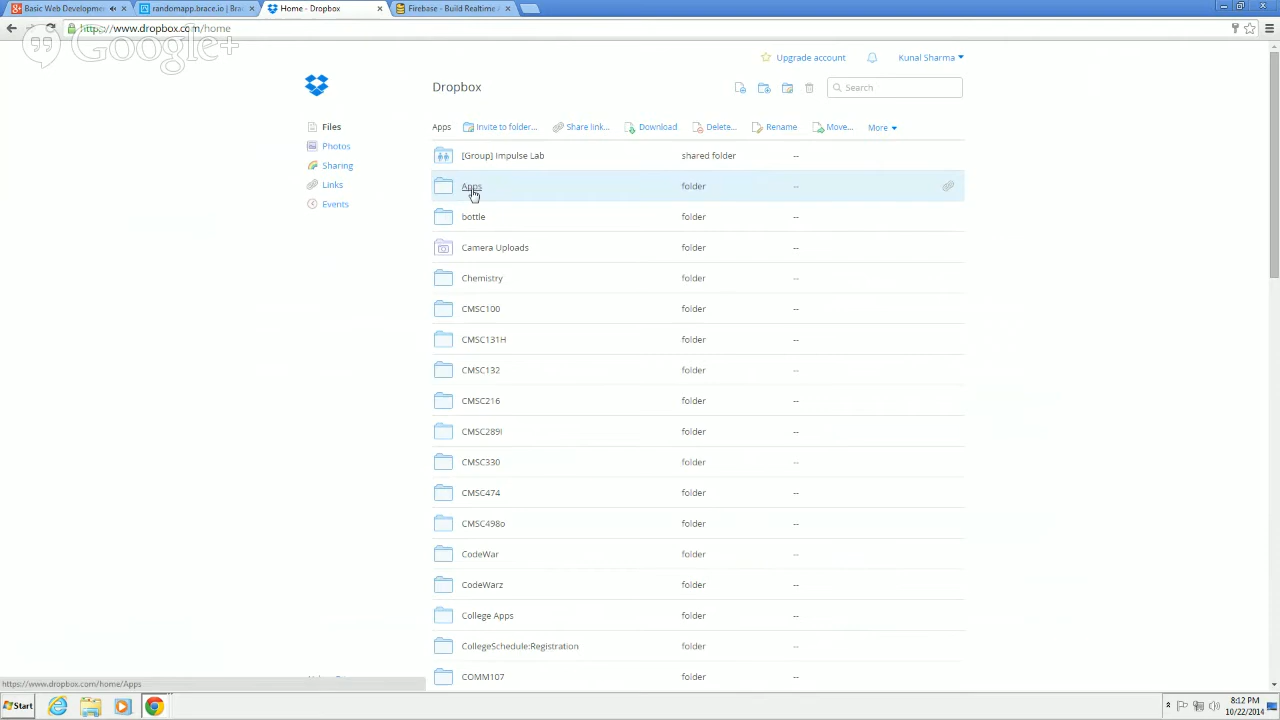 Basic Web Developmen
randomapp.brace.io | Bra
Home - Dropbox
Firebase - Build Realtime A
https://www.dropbox.com/home
Google+
Upgrade account
Kunal Sharma
Dropbox
Search
Files
Photos
Sharing
Links
Events
Apps
Invite to folder...
Share link...
Download
Delete...
Rename
Move...
More
[Group] Impulse Lab shared folder --
Apps folder --
bottle folder --
Camera Uploads folder --
Chemistry folder --
CMSC100 folder --
CMSC131H folder --
CMSC132 folder --
CMSC216 folder --
CMSC289I folder --
CMSC330 folder --
CMSC474 folder --
CMSC498o folder --
CodeWar folder --
CodeWarz folder --
College Apps folder --
CollegeSchedule:Registration folder --
folder --
https://www.dropbox.com/home/Apps
Start
8:12 PM
10/22/2014